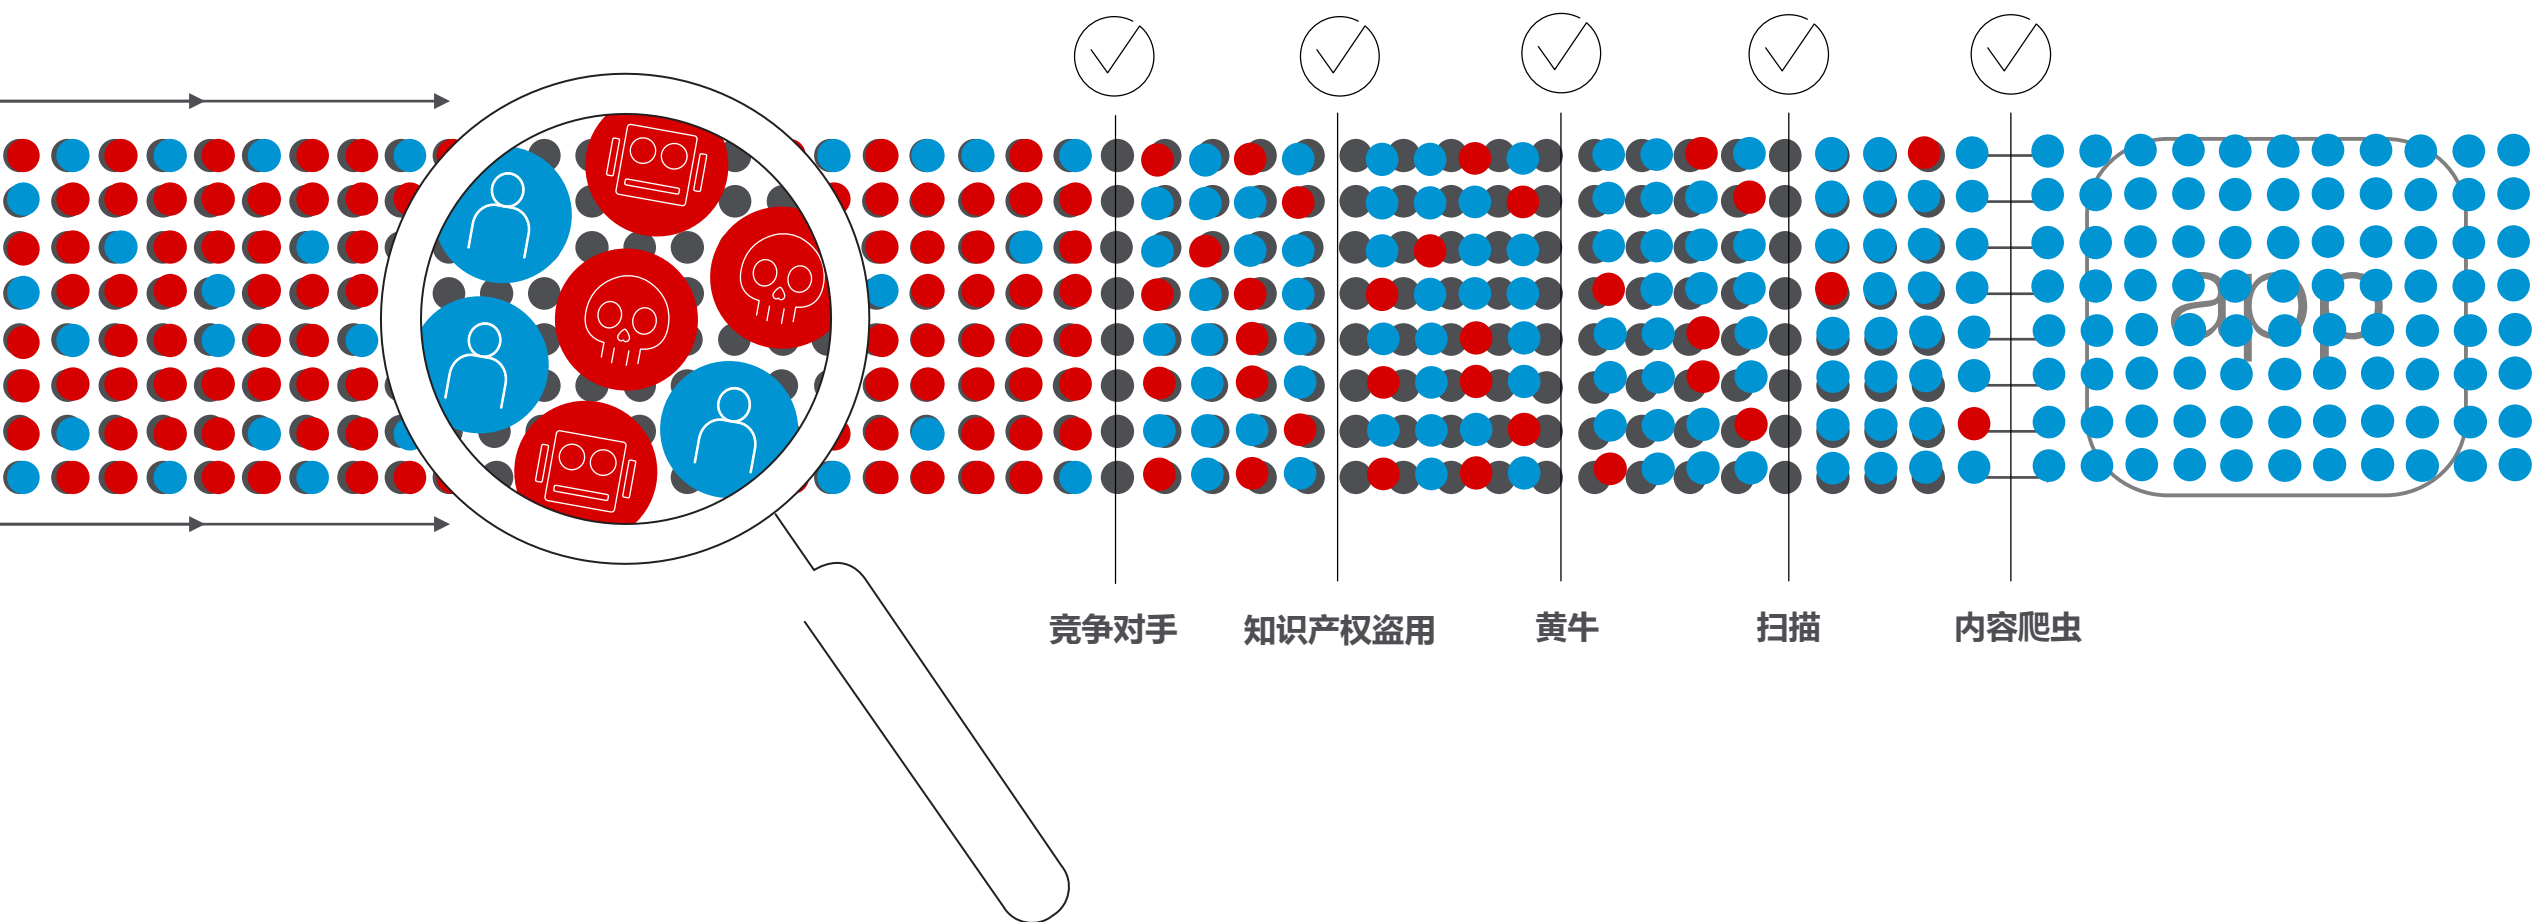 app
竞争对手
知识产权盗用
黄牛
扫描
内容爬虫